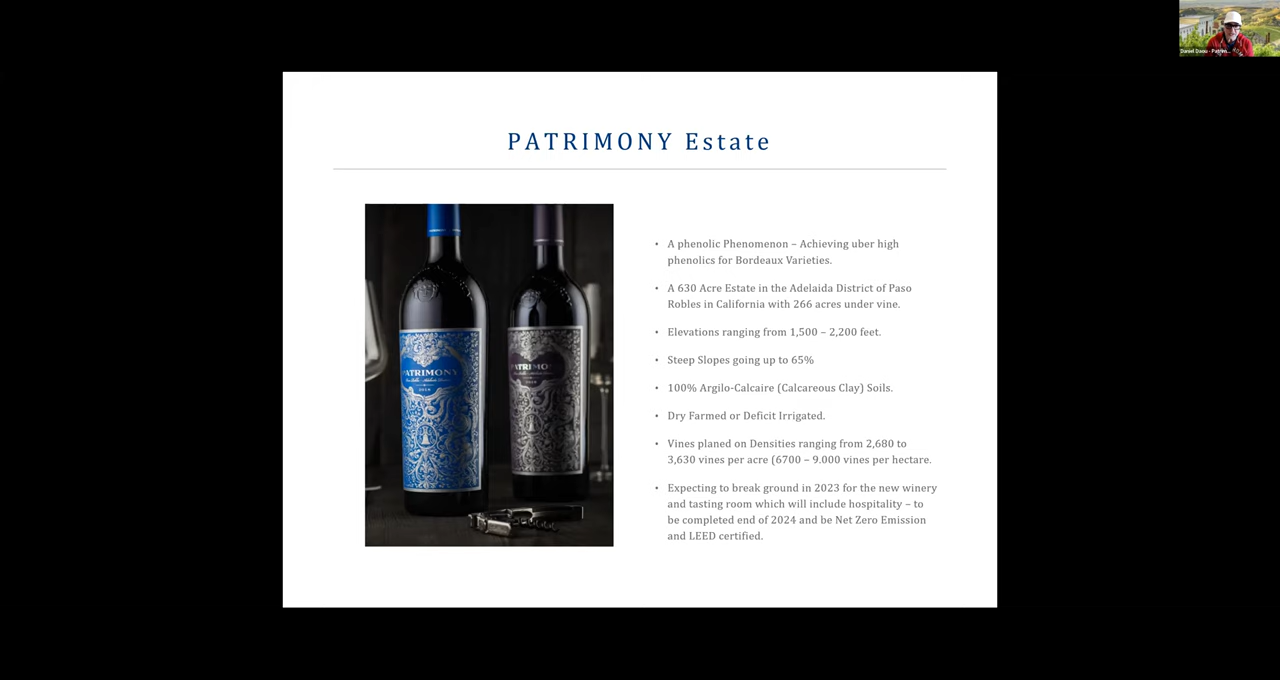 Daniel Daou - Patrim...
PATRIMONY Estate
• A phenolic Phenomenon – Achieving uber high
phenolics for Bordeaux Varieties.
• A 630 Acre Estate in the Adelaida District of Paso
Robles in California with 266 acres under vine.
• Elevations ranging from 1,500 – 2,200 feet.
• Steep Slopes going up to 65%
• 100% Argilo-Calcaire (Calcareous Clay) Soils.
• Dry Farmed or Deficit Irrigated.
• Vines planed on Densities ranging from 2,680 to
3,630 vines per acre (6700 – 9.000 vines per hectare.
• Expecting to break ground in 2023 for the new winery
and tasting room which will include hospitality – to
be completed end of 2024 and be Net Zero Emission
and LEED certified.
PATRIMONY
PATRIMO